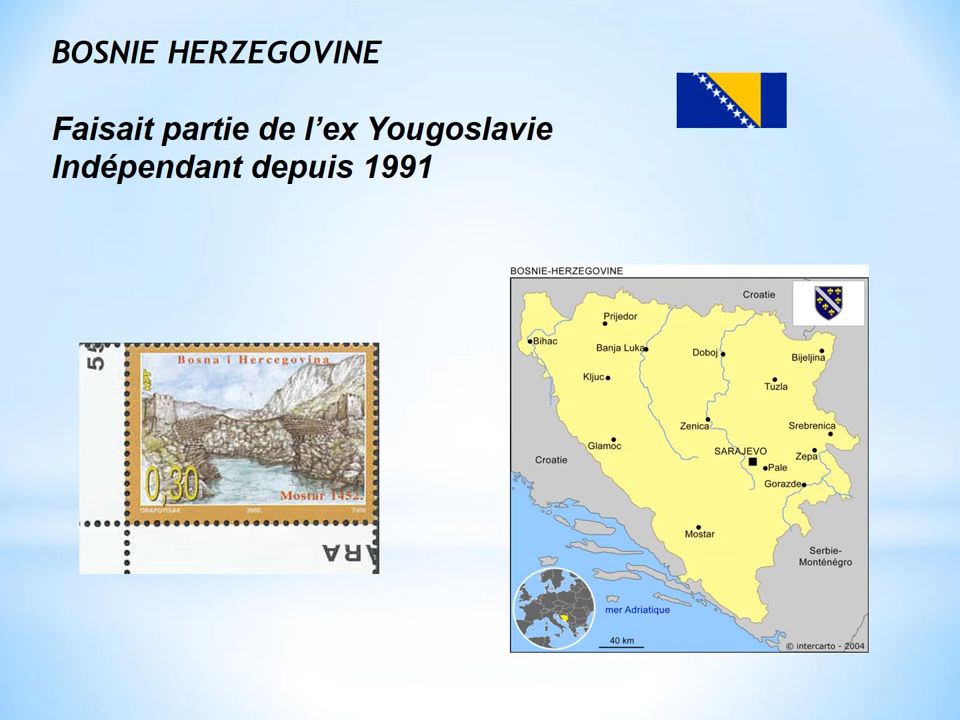 BOSNIE HERZEGOVINE
Faisait partie de l’ex Yougoslavie
Indépendant depuis 1991
BOSNIE-HERZEGOVINE
Croatie
Prijedor
Bihac
Banja Luka
Doboj
Bijeljina
Kljuc
Tuzla
Zenica
Srebrenica
Glamoc
SARAJEVO
Zepa
Croatie
Pale
Gorazde
Mostar
Serbie-
Monténégro
mer Adriatique
40 km
© intercarto - 2004
Bosna i Hercegovina
HPT
0,30
Mostar 1452.
2002.
ARA